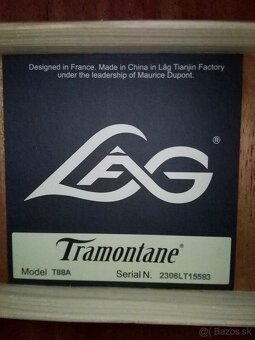 Designed in France. Made in China in Lâg Tianjin Factory
under the leadership of Maurice Dupont.
LÂG ®
Tramontane®
Model T88A Serial N. 2306LT15583
Bazos.sk